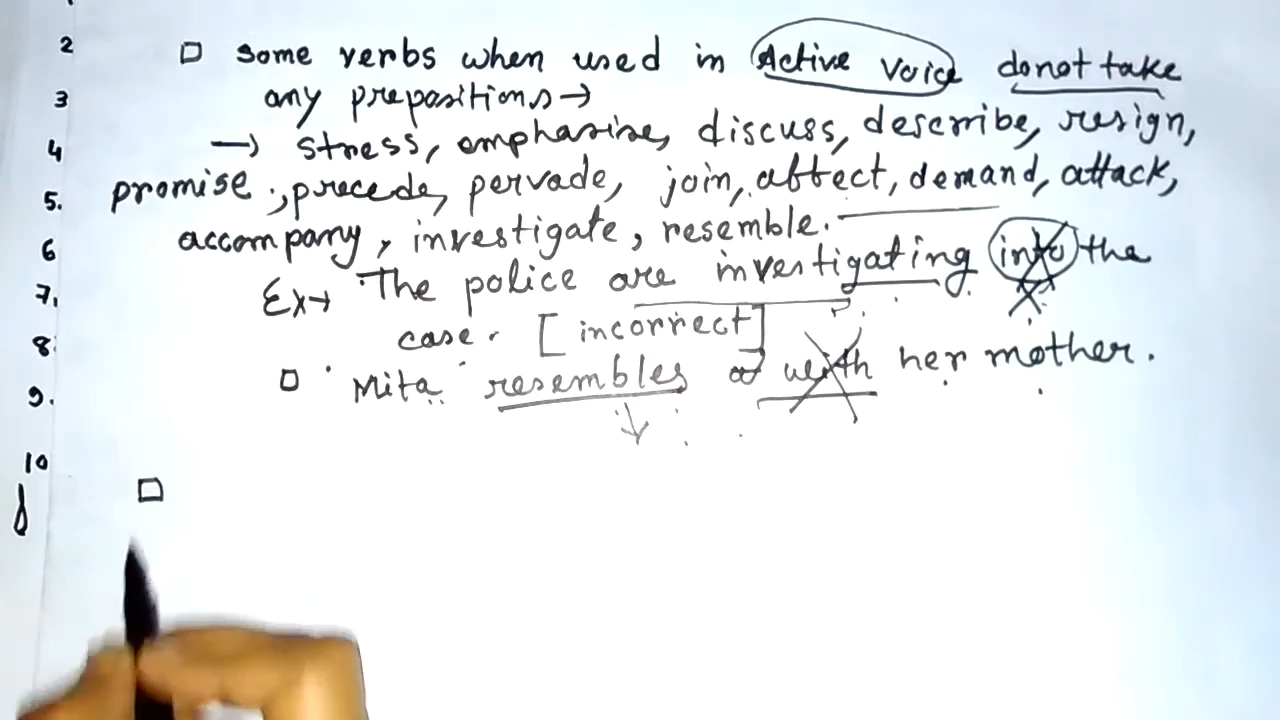 2
□ Some verbs when used in Active Voice do not take
3
any prepositions →
4
→ stress, emphasise, discuss, describe, resign,
5.
promise, precede, pervade, join, affect, demand, attack,
6
accompany, investigate, resemble.
7.
Ex → The police are investigating into the
8.
case. [incorrect]
9.
□ Mita resembles with her mother.
10
□